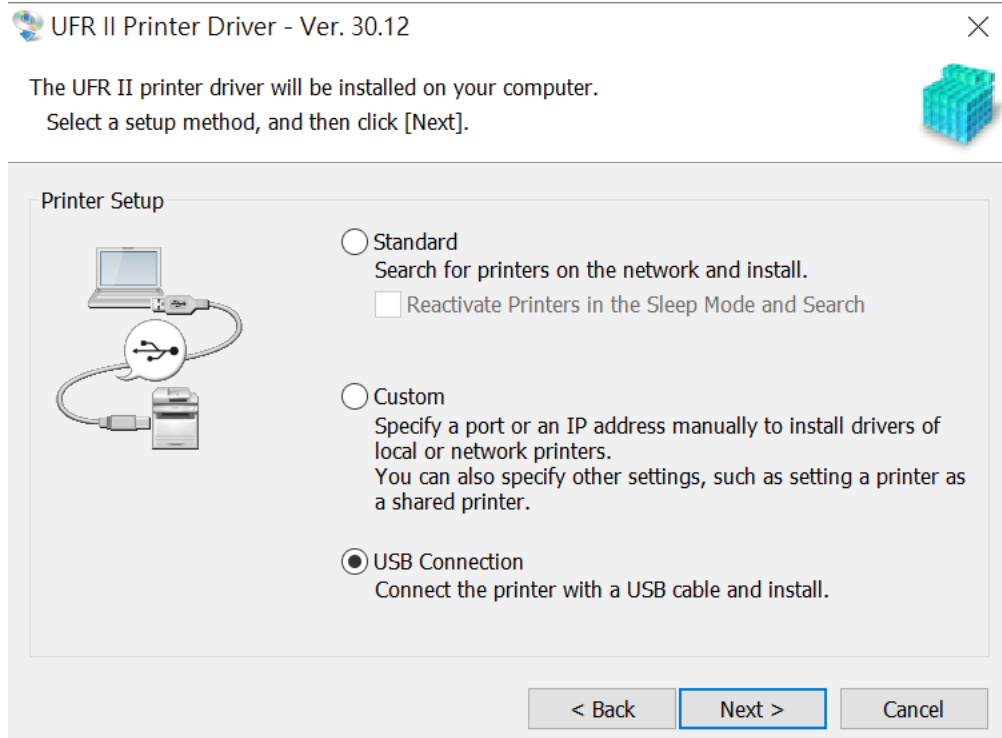 UFR II Printer Driver - Ver. 30.12
The UFR II printer driver will be installed on your computer.
Select a setup method, and then click [Next].
Printer Setup
Standard
Search for printers on the network and install.
Reactivate Printers in the Sleep Mode and Search
Custom
Specify a port or an IP address manually to install drivers of
local or network printers.
You can also specify other settings, such as setting a printer as
a shared printer.
USB Connection
Connect the printer with a USB cable and install.
< Back
Next >
Cancel